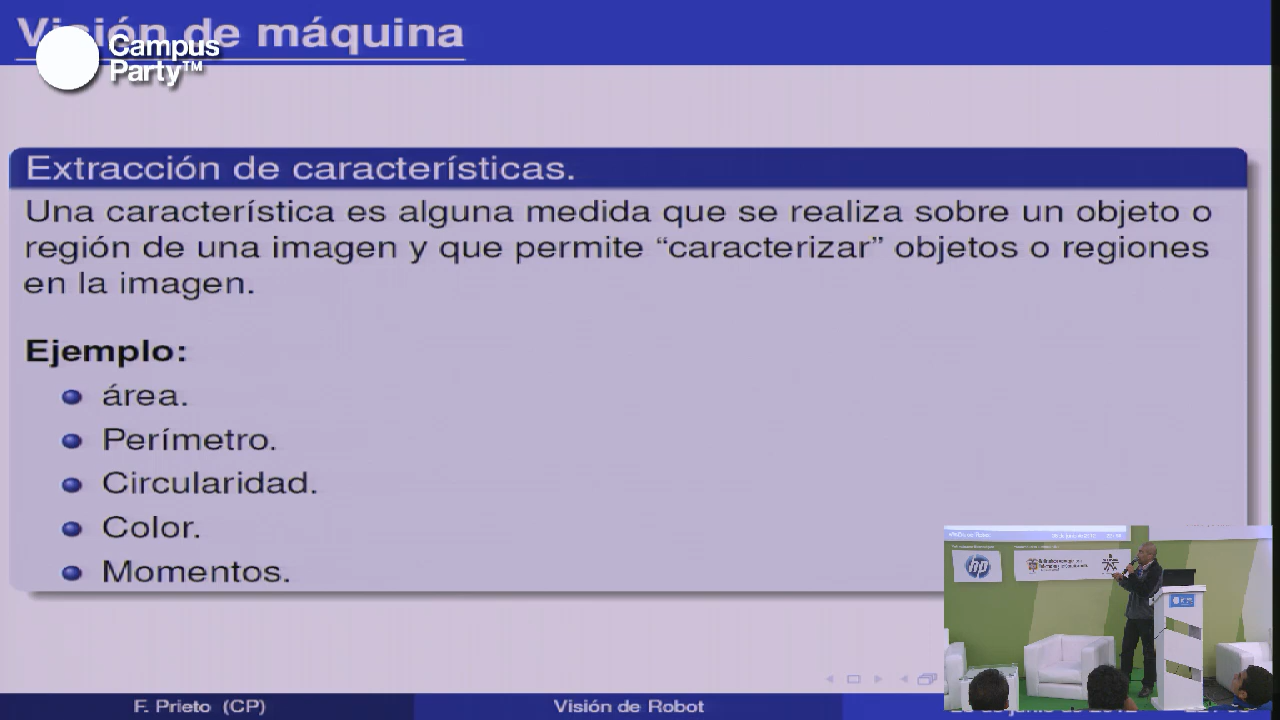 Visión de máquina
Campus
Party™
Extracción de características.
Una característica es alguna medida que se realiza sobre un objeto o
región de una imagen y que permite “caracterizar” objetos o regiones
en la imagen.
Ejemplo:
área.
Perímetro.
Circularidad.
Color.
Momentos.
hp
F. Prieto (CP)
Visión de Robot